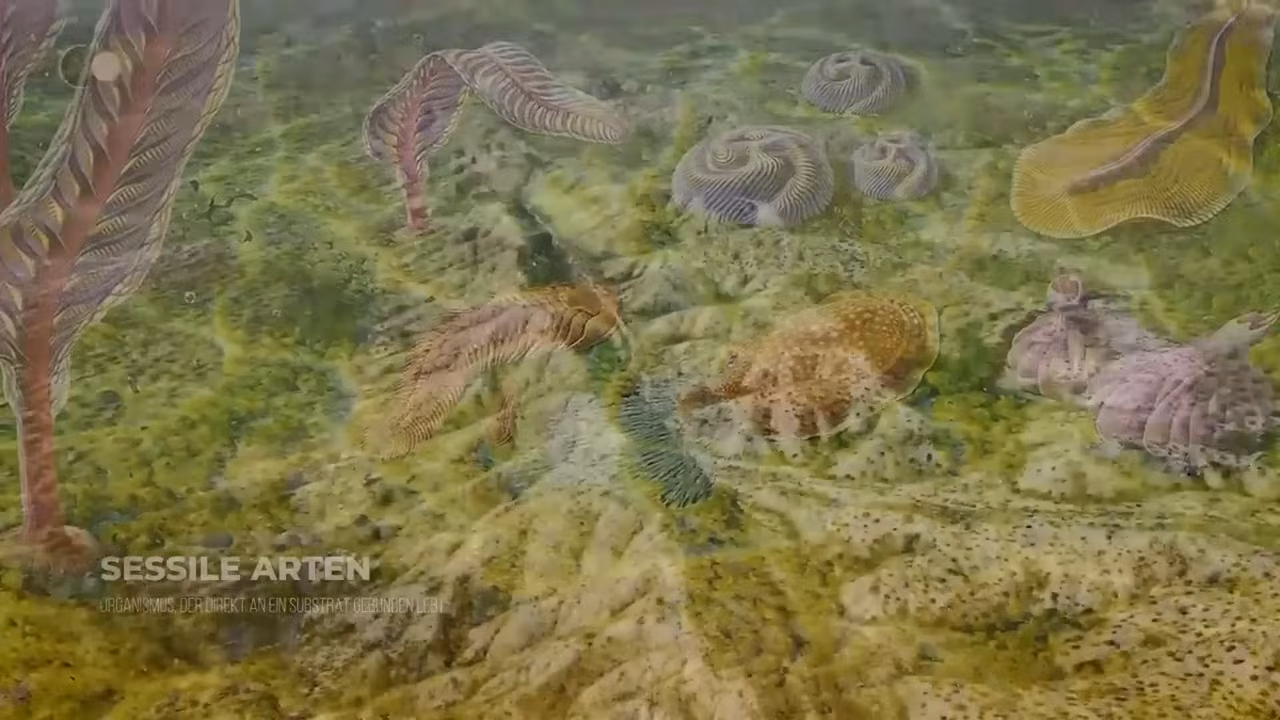 SESSILE ARTEN
ORGANISMUS, DER DIREKT AN EIN SUBSTRAT GEBUNDEN LEBT